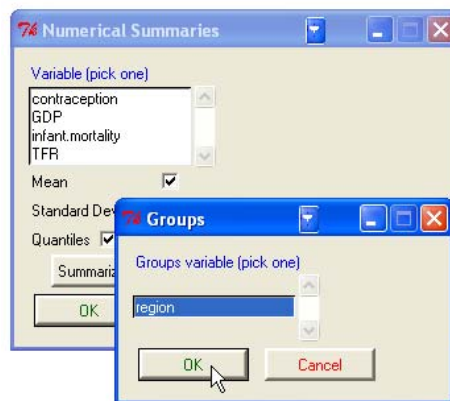 Numerical Summaries
Variable (pick one)
contraception
GDP
infant.mortality
TFR
Mean
Standard Dev
Quantiles
Summariz
OK
Groups
Groups variable (pick one)
region
OK
Cancel